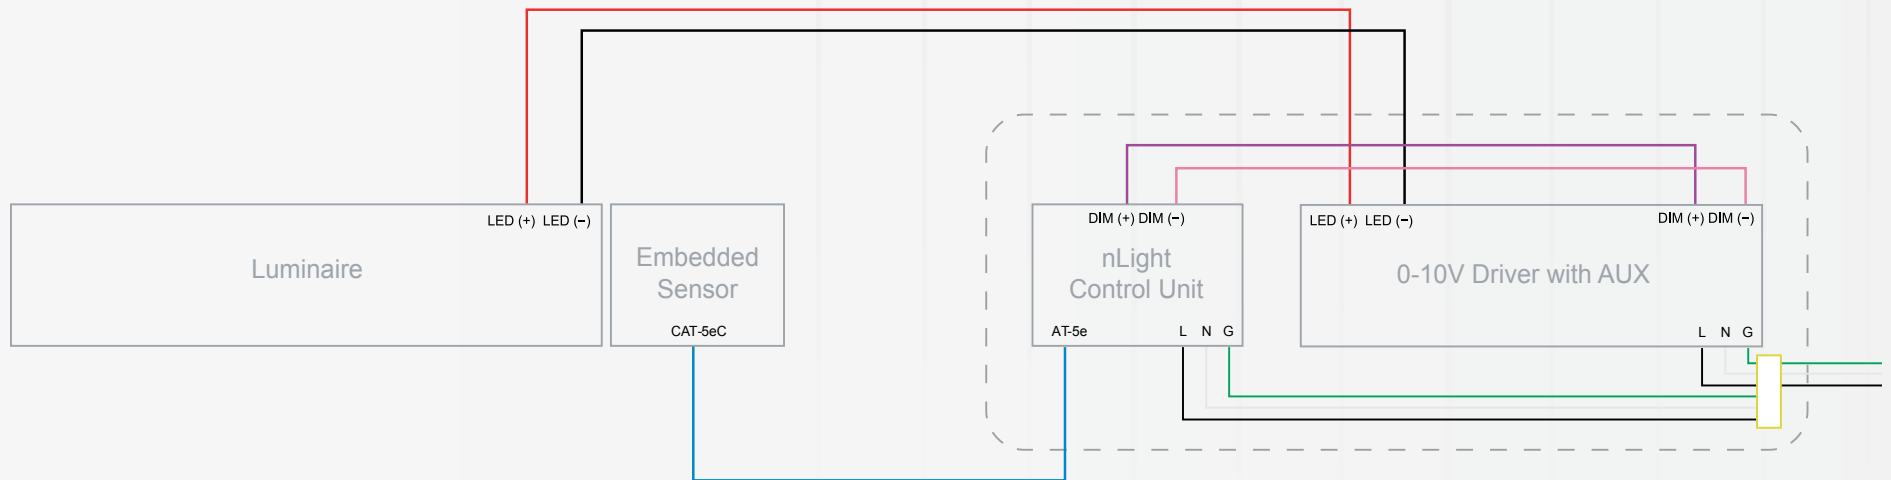 LED (+) LED (−)
Luminaire
Embedded
Sensor
CAT-5eC
DIM (+) DIM (−)
nLight
Control Unit
AT-5e
L N G
LED (+) LED (−)
DIM (+) DIM (−)
0-10V Driver with AUX
L N G